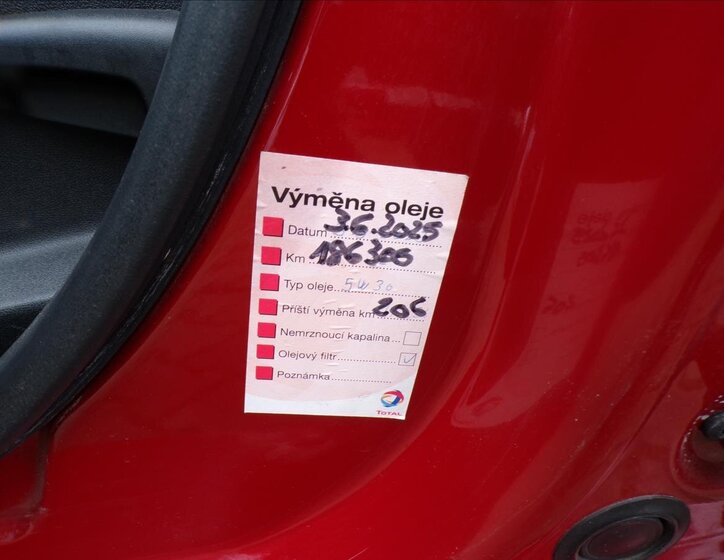 Výměna oleje
Datum 3.6.2025
Km 186306
Typ oleje 5W30
Příští výměna km 206
Nemrznoucí kapalina
Olejový filtr
Poznámka
TOTAL